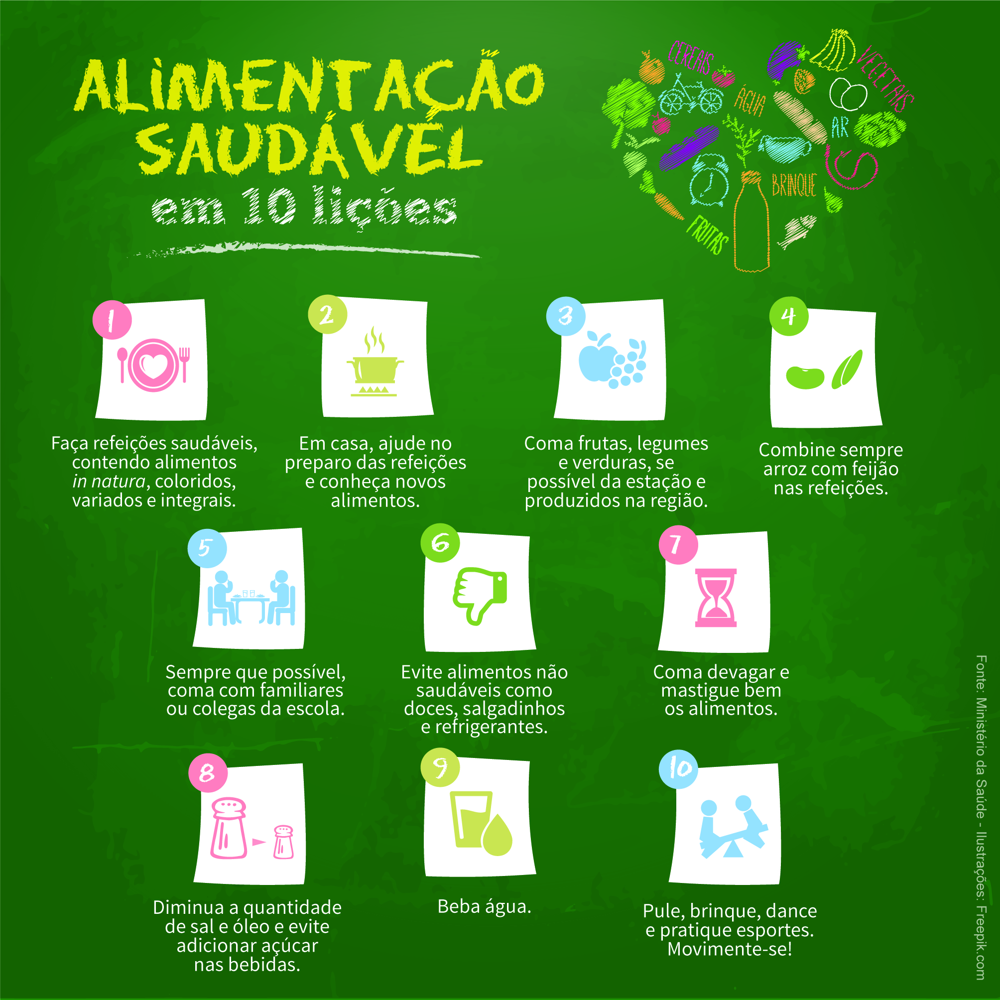 ALIMENTAÇÃO
SAUDÁVEL
em 10 lições
CEREAIS
VEGETAIS
ÁGUA
AR
BRINQUE
FRUTAS
1
Faça refeições saudáveis,
contendo alimentos
in natura, coloridos,
variados e integrais.
2
Em casa, ajude no
preparo das refeições
e conheça novos
alimentos.
3
Coma frutas, legumes
e verduras, se
possível da estação e
produzidos na região.
4
Combine sempre
arroz com feijão
nas refeições.
5
Sempre que possível,
coma com familiares
ou colegas da escola.
6
Evite alimentos não
saudáveis como
doces, salgadinhos
e refrigerantes.
7
Coma devagar e
mastigue bem
os alimentos.
8
Diminua a quantidade
de sal e óleo e evite
adicionar açúcar
nas bebidas.
9
Beba água.
10
Pule, brinque, dance
e pratique esportes.
Movimente-se!
Fonte: Ministério da Saúde - Ilustrações: Freepik.com